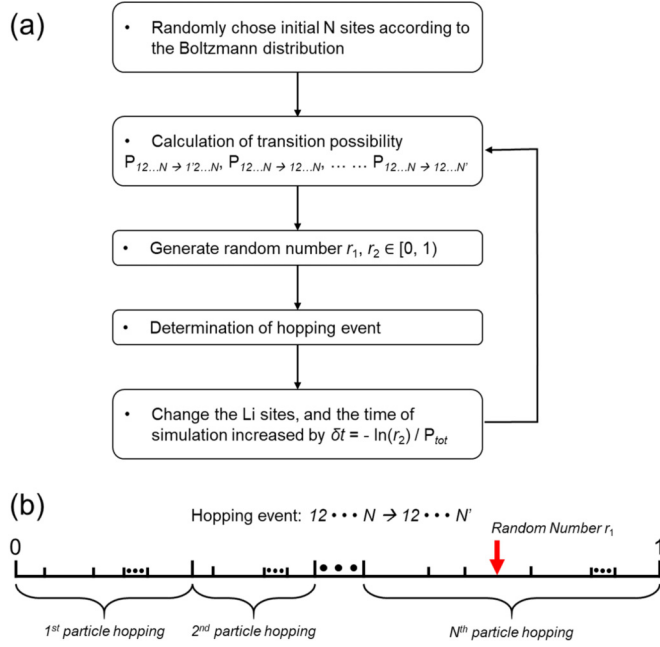 (a)
• Randomly chose initial N sites according to
the Boltzmann distribution
• Calculation of transition possibility
P12...N → 1'2...N, P12...N → 12...N, ... ... P12...N → 12...N'
• Generate random number r1, r2 ∈ [0, 1)
• Determination of hopping event
• Change the Li sites, and the time of
simulation increased by δt = - ln(r2) / Ptot
(b)
Hopping event: 12 • • • N → 12 • • • N'
Random Number r1
0
1
1st particle hopping
2nd particle hopping
Nth particle hopping